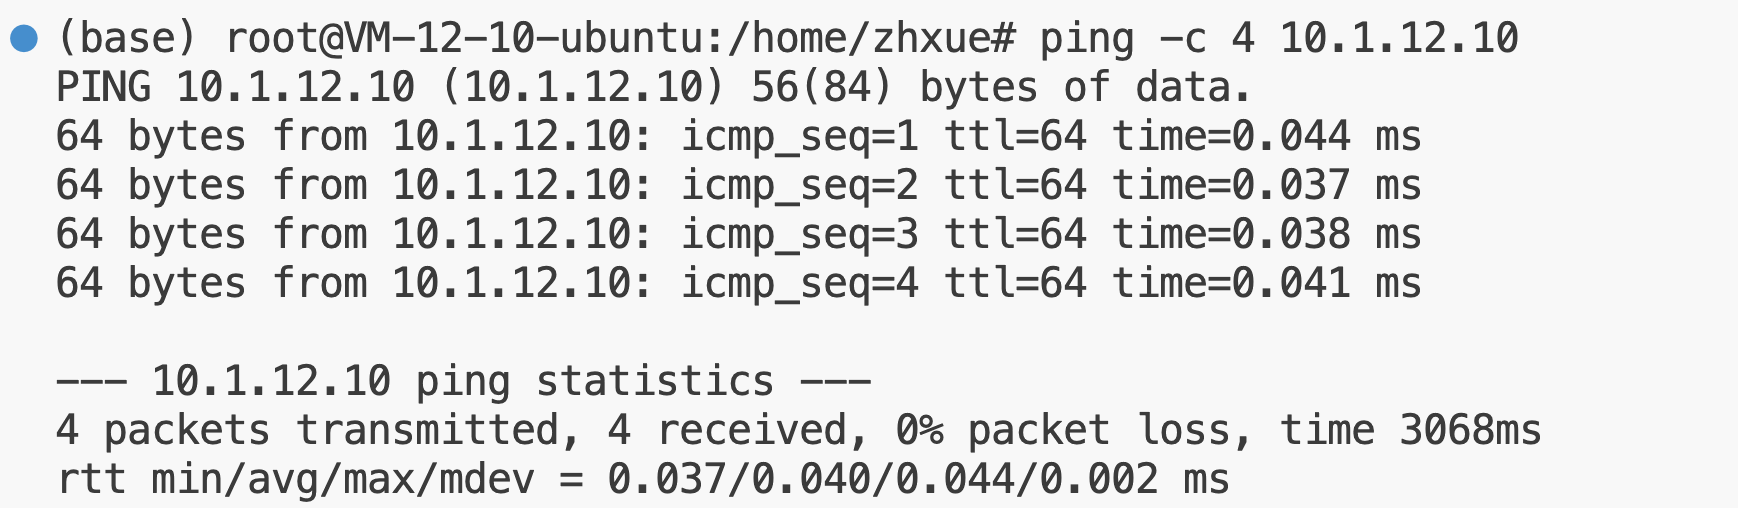 (base) root@VM-12-10-ubuntu:/home/zhxue# ping -c 4 10.1.12.10
PING 10.1.12.10 (10.1.12.10) 56(84) bytes of data.
64 bytes from 10.1.12.10: icmp_seq=1 ttl=64 time=0.044 ms
64 bytes from 10.1.12.10: icmp_seq=2 ttl=64 time=0.037 ms
64 bytes from 10.1.12.10: icmp_seq=3 ttl=64 time=0.038 ms
64 bytes from 10.1.12.10: icmp_seq=4 ttl=64 time=0.041 ms
--- 10.1.12.10 ping statistics ---
4 packets transmitted, 4 received, 0% packet loss, time 3068ms
rtt min/avg/max/mdev = 0.037/0.040/0.044/0.002 ms